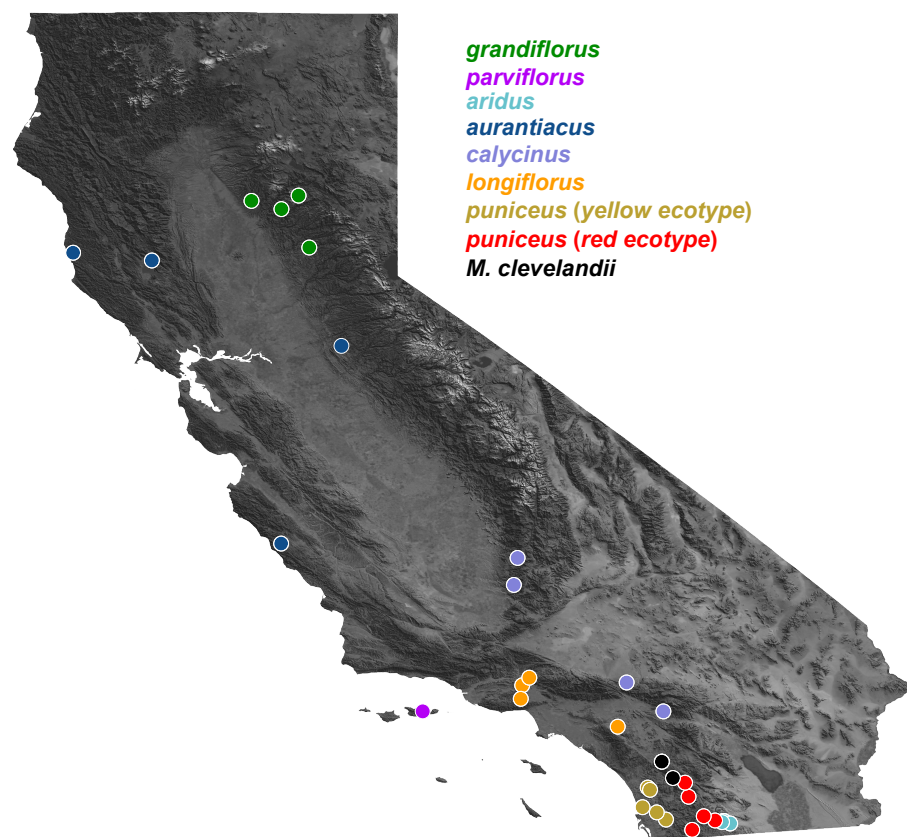 grandiflorus
parviflorus
aridus
aurantiacus
calycinus
longiflorus
puniceus (yellow ecotype)
puniceus (red ecotype)
M. clevelandii